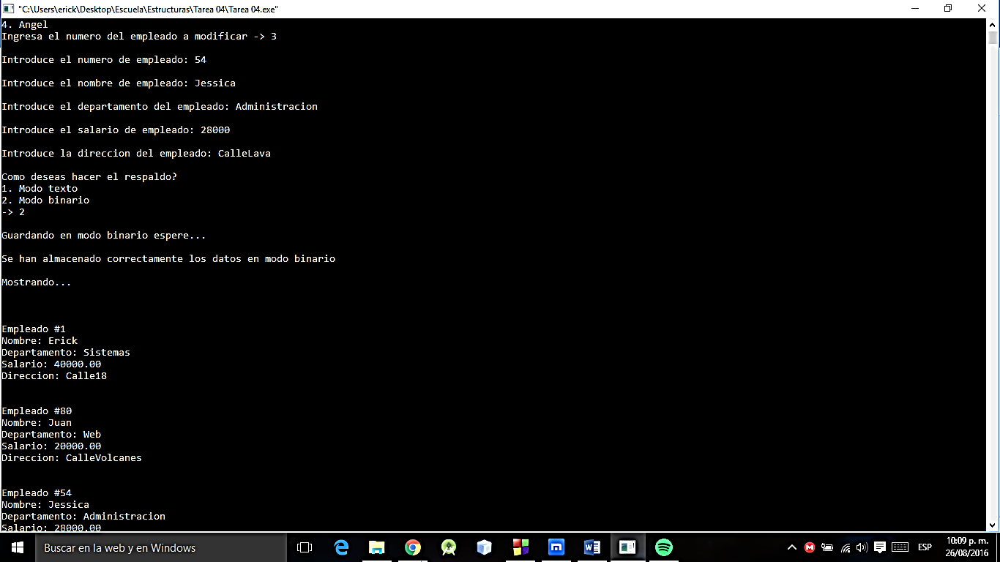 "C:\Users\erick\Desktop\Escuela\Estructuras\Tarea 04\Tarea 04.exe"
4. Angel
Ingresa el numero del empleado a modificar -> 3
Introduce el numero de empleado: 54
Introduce el nombre de empleado: Jessica
Introduce el departamento del empleado: Administracion
Introduce el salario de empleado: 28000
Introduce la direccion del empleado: CalleLava
Como deseas hacer el respaldo?
1. Modo texto
2. Modo binario
-> 2
Guardando en modo binario espere...
Se han almacenado correctamente los datos en modo binario
Mostrando...
Empleado #1
Nombre: Erick
Departamento: Sistemas
Salario: 40000.00
Direccion: Calle18
Empleado #80
Nombre: Juan
Departamento: Web
Salario: 20000.00
Direccion: CalleVolcanes
Empleado #54
Nombre: Jessica
Departamento: Administracion
Salario: 28000.00
Buscar en la web y en Windows
ESP
10:09 p. m.
26/08/2016